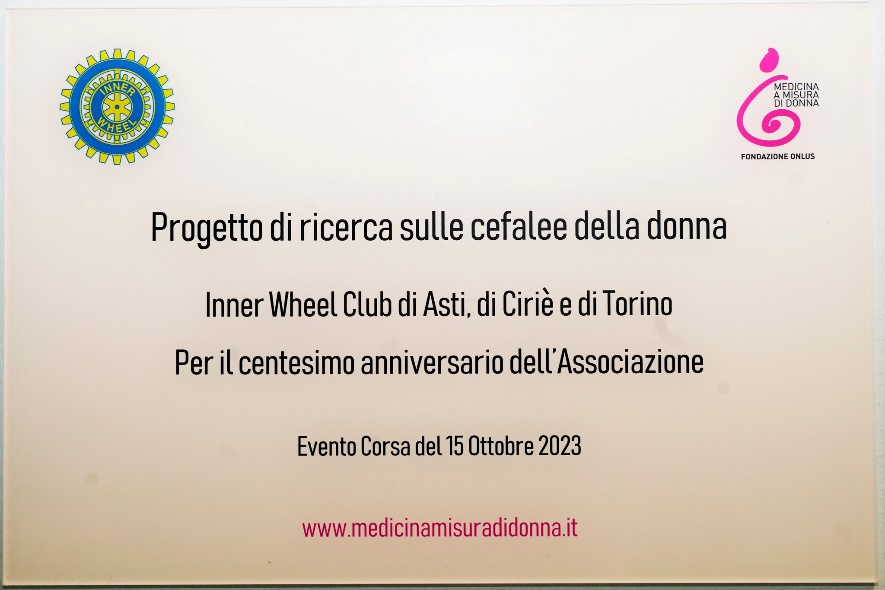 INNER
WHEEL
MEDICINA
A MISURA
DI DONNA
FONDAZIONE ONLUS
Progetto di ricerca sulle cefalee della donna
Inner Wheel Club di Asti, di Ciriè e di Torino
Per il centesimo anniversario dell'Associazione
Evento Corsa del 15 Ottobre 2023
www.medicinamisuradidonna.it